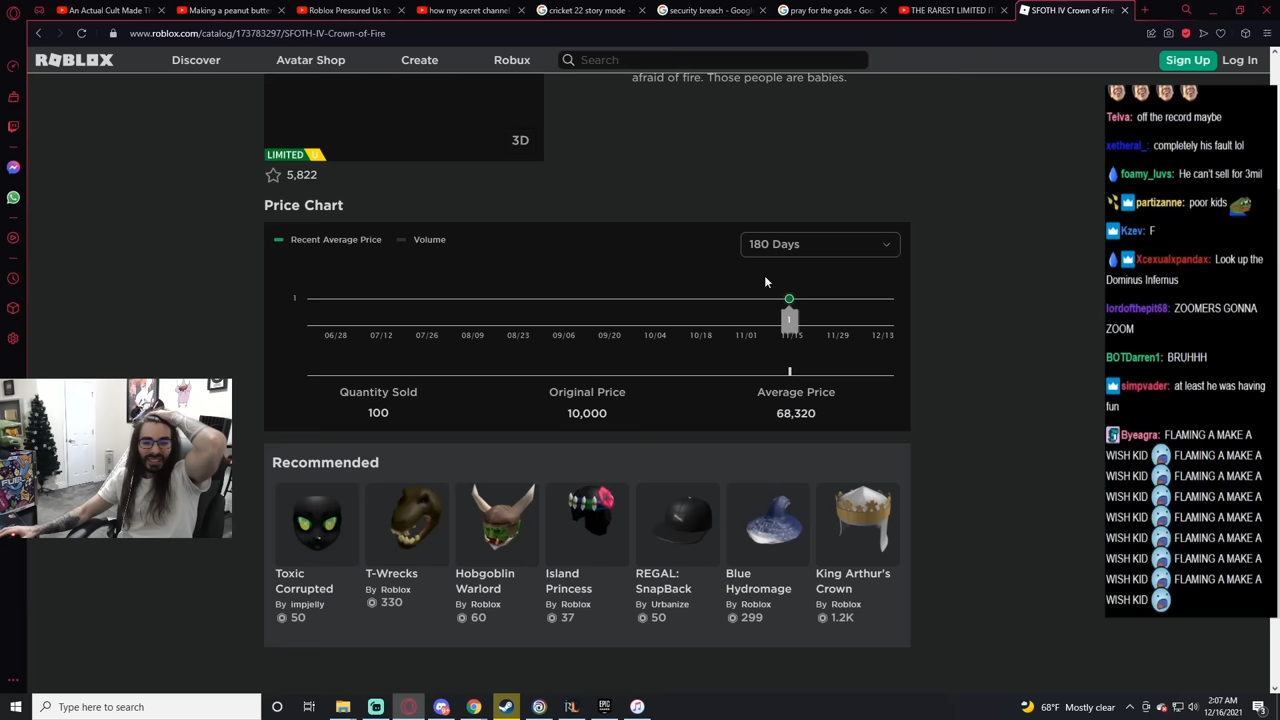 An Actual Cult Made Th
Making a peanut butte
Roblox Pressured Us to
how my secret channel
cricket 22 story mode -
security breach - Googl
pray for the gods - Goo
THE RAREST LIMITED IT
SFOTH IV Crown of Fire
www.roblox.com/catalog/173783297/SFOTH-IV-Crown-of-Fire
ROBLOX
Discover
Avatar Shop
Create
Robux
Search
Sign Up
Log In
afraid of fire. Those people are babies.
3D
LIMITED U
5,822
Price Chart
Recent Average Price
Volume
180 Days
1
1
06/28 07/12 07/26 08/09 08/23 09/06 09/20 10/04 10/18 11/01 11/15 11/29 12/13
Quantity Sold
Original Price
Average Price
100
10,000
68,320
Recommended
Toxic
Corrupted
By impjelly
50
T-Wrecks
By Roblox
330
Hobgoblin
Warlord
By Roblox
60
Island
Princess
By Roblox
37
REGAL:
SnapBack
By Urbanize
50
Blue
Hydromage
By Roblox
299
King Arthur's
Crown
By Roblox
1.2K
Telva: off the record maybe
xetheral_: completely his fault lol
foamy_luvs: He can't sell for 3mil
partizanne: poor kids
Kzev: F
Xcexualxpandax: Look up the
Dominus Infernus
lordofthepit68: ZOOMERS GONNA
ZOOM
BOTDarren1: BRUHHH
simpvader: at least he was having
fun
Byeagra: FLAMING A MAKE A
WISH KID FLAMING A MAKE A
WISH KID FLAMING A MAKE A
WISH KID FLAMING A MAKE A
WISH KID FLAMING A MAKE A
WISH KID FLAMING A MAKE A
WISH KID FLAMING A MAKE A
WISH KID FLAMING A MAKE A
WISH KID
Type here to search
68°F Mostly clear
2:07 AM
12/16/2021